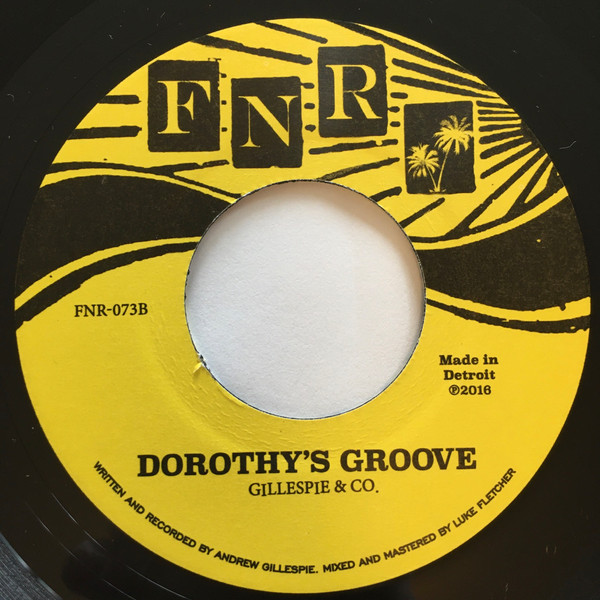 FNR
FNR-073B
Made in
Detroit
℗2016
DOROTHY'S GROOVE
GILLESPIE & CO.
WRITTEN AND RECORDED BY ANDREW GILLESPIE. MIXED AND MASTERED BY LUKE FLETCHER